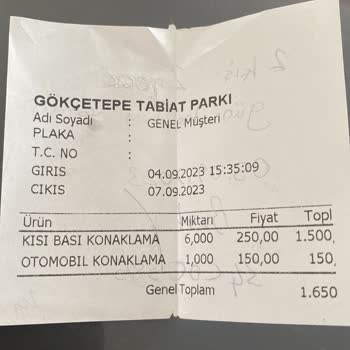 GÖKÇETEPE TABİAT PARKI
Adı Soyadı : GENEL Müşteri
PLAKA :
T.C. NO :
GIRIS 04.09.2023 15:35:09
CIKIS 07.09.2023
Ürün Miktarı Fiyat Topl
KISI BASI KONAKLAMA 6,000 250,00 1.500,
OTOMOBIL KONAKLAMA 1,000 150,00 150,
Genel Toplam 1.650